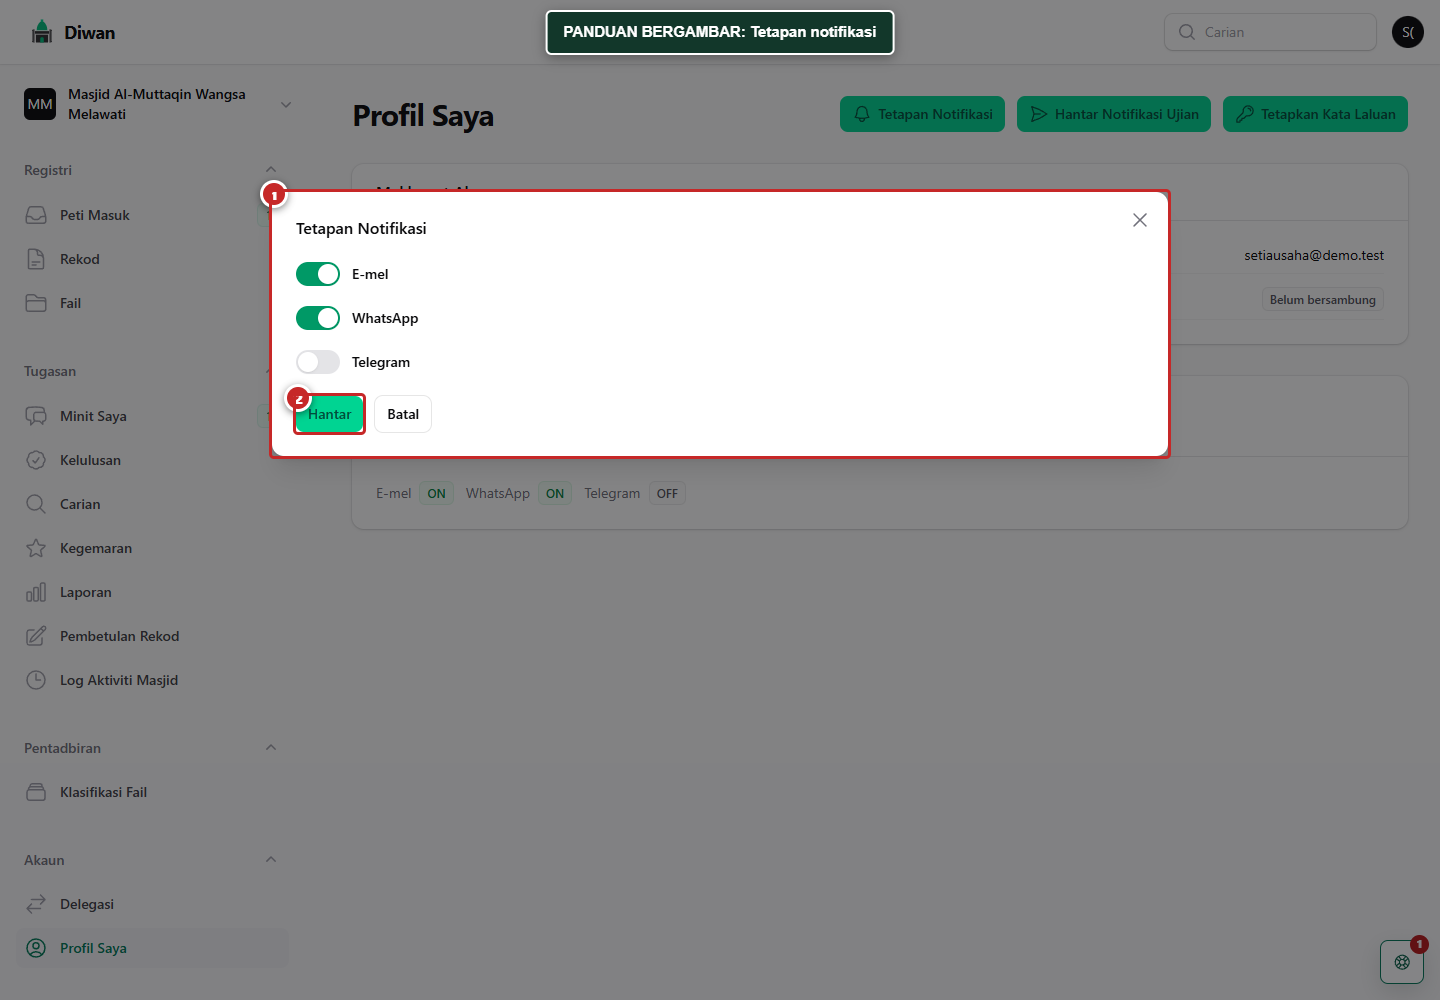 Diwan
PANDUAN BERGAMBAR: Tetapan notifikasi
Carian
S(
MM
Masjid Al-Muttaqin Wangsa
Melawati
Profil Saya
Tetapan Notifikasi
Hantar Notifikasi Ujian
Tetapkan Kata Laluan
Registri
Peti Masuk
Rekod
Fail
1
Tetapan Notifikasi
E-mel
WhatsApp
Telegram
2
Hantar
Batal
setiausaha@demo.test
Belum bersambung
Tugasan
Minit Saya
Kelulusan
Carian
Kegemaran
Laporan
Pembetulan Rekod
Log Aktiviti Masjid
E-mel ON WhatsApp ON Telegram OFF
Pentadbiran
Klasifikasi Fail
Akaun
Delegasi
Profil Saya
1